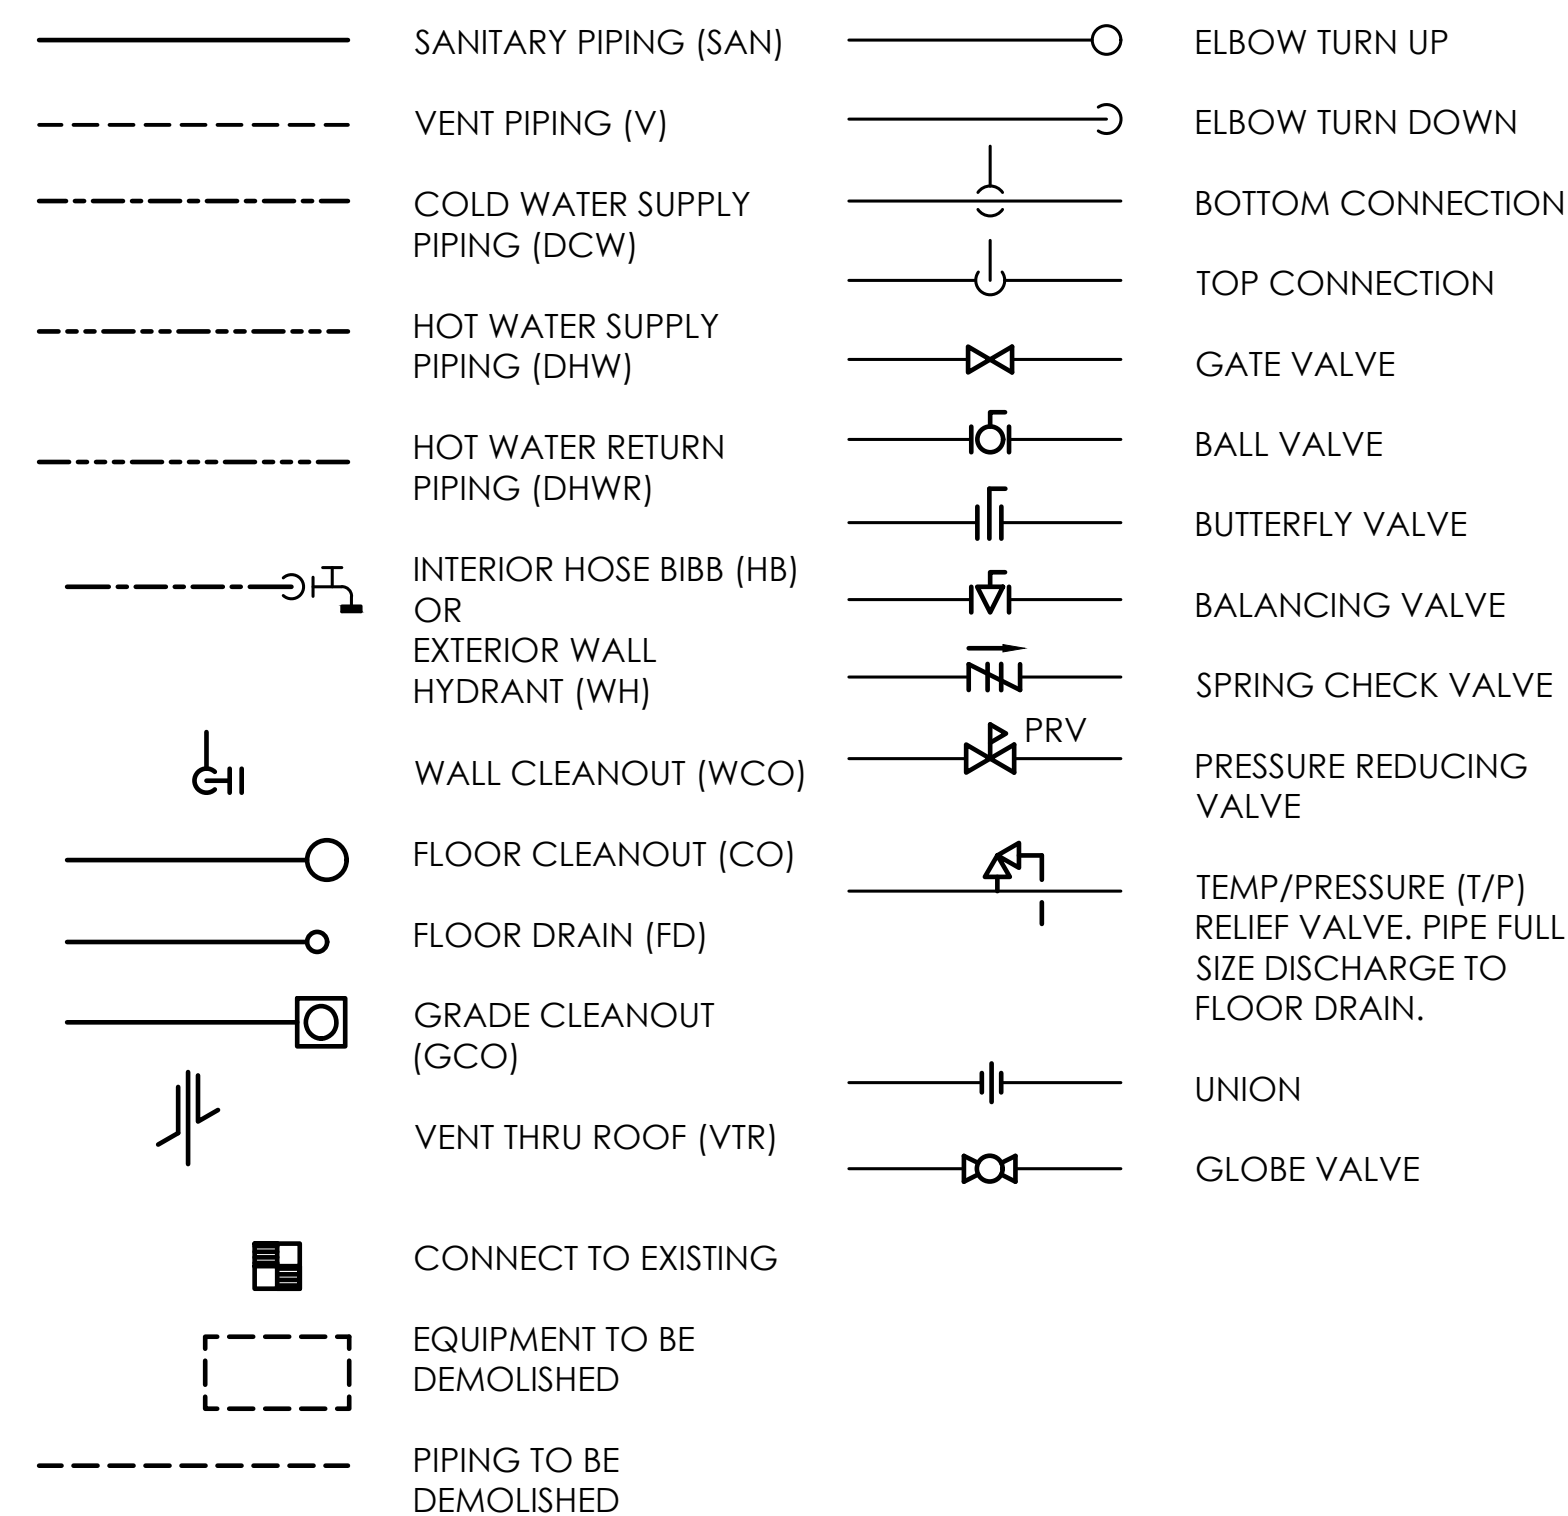 SANITARY PIPING (SAN)
VENT PIPING (V)
COLD WATER SUPPLY
PIPING (DCW)
HOT WATER SUPPLY
PIPING (DHW)
HOT WATER RETURN
PIPING (DHWR)
INTERIOR HOSE BIBB (HB)
OR
EXTERIOR WALL
HYDRANT (WH)
WALL CLEANOUT (WCO)
FLOOR CLEANOUT (CO)
FLOOR DRAIN (FD)
GRADE CLEANOUT
(GCO)
VENT THRU ROOF (VTR)
CONNECT TO EXISTING
EQUIPMENT TO BE
DEMOLISHED
PIPING TO BE
DEMOLISHED
ELBOW TURN UP
ELBOW TURN DOWN
BOTTOM CONNECTION
TOP CONNECTION
GATE VALVE
BALL VALVE
BUTTERFLY VALVE
BALANCING VALVE
SPRING CHECK VALVE
PRV
PRESSURE REDUCING
VALVE
TEMP/PRESSURE (T/P)
RELIEF VALVE. PIPE FULL
SIZE DISCHARGE TO
FLOOR DRAIN.
UNION
GLOBE VALVE